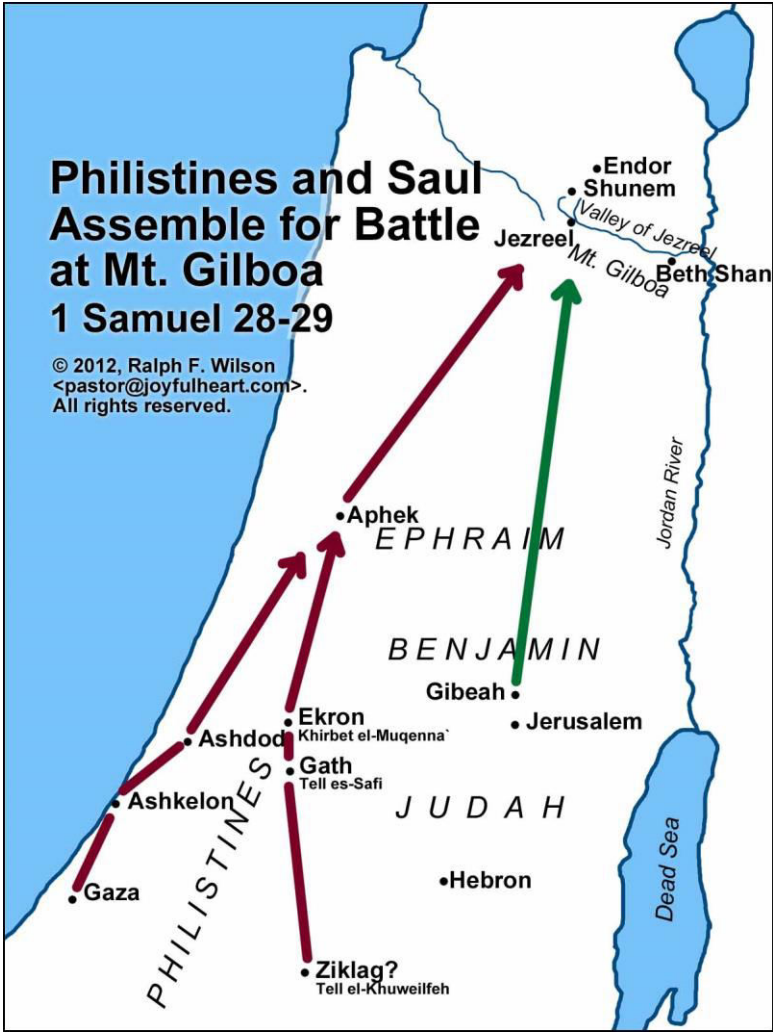 Philistines and Saul
Assemble for Battle
at Mt. Gilboa
1 Samuel 28-29
© 2012, Ralph F. Wilson
<pastor@joyfulheart.com>.
All rights reserved.
Endor
Shunem
Valley of Jezreel
Jezreel
Mt. Gilboa
Beth Shan
Jordan River
Aphek
EPHRAIM
BENJAMIN
Gibeah
Jerusalem
Ekron
Khirbet el-Muqenna`
Ashdod
Gath
Tell es-Safi
Ashkelon
JUDAH
PHILISTINES
Gaza
Hebron
Dead Sea
Ziklag?
Tell el-Khuweilfeh